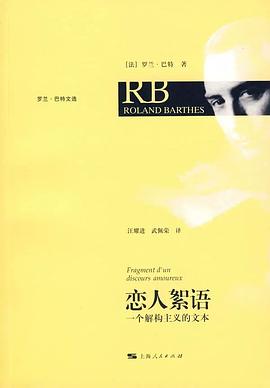 [法] 罗兰·巴特 著
RB
ROLAND BARTHES
罗兰·巴特文选
汪耀进 武佩荣 译
Fragment d'un
discours amoureux
恋人絮语
一个解构主义的文本
上海人民出版社